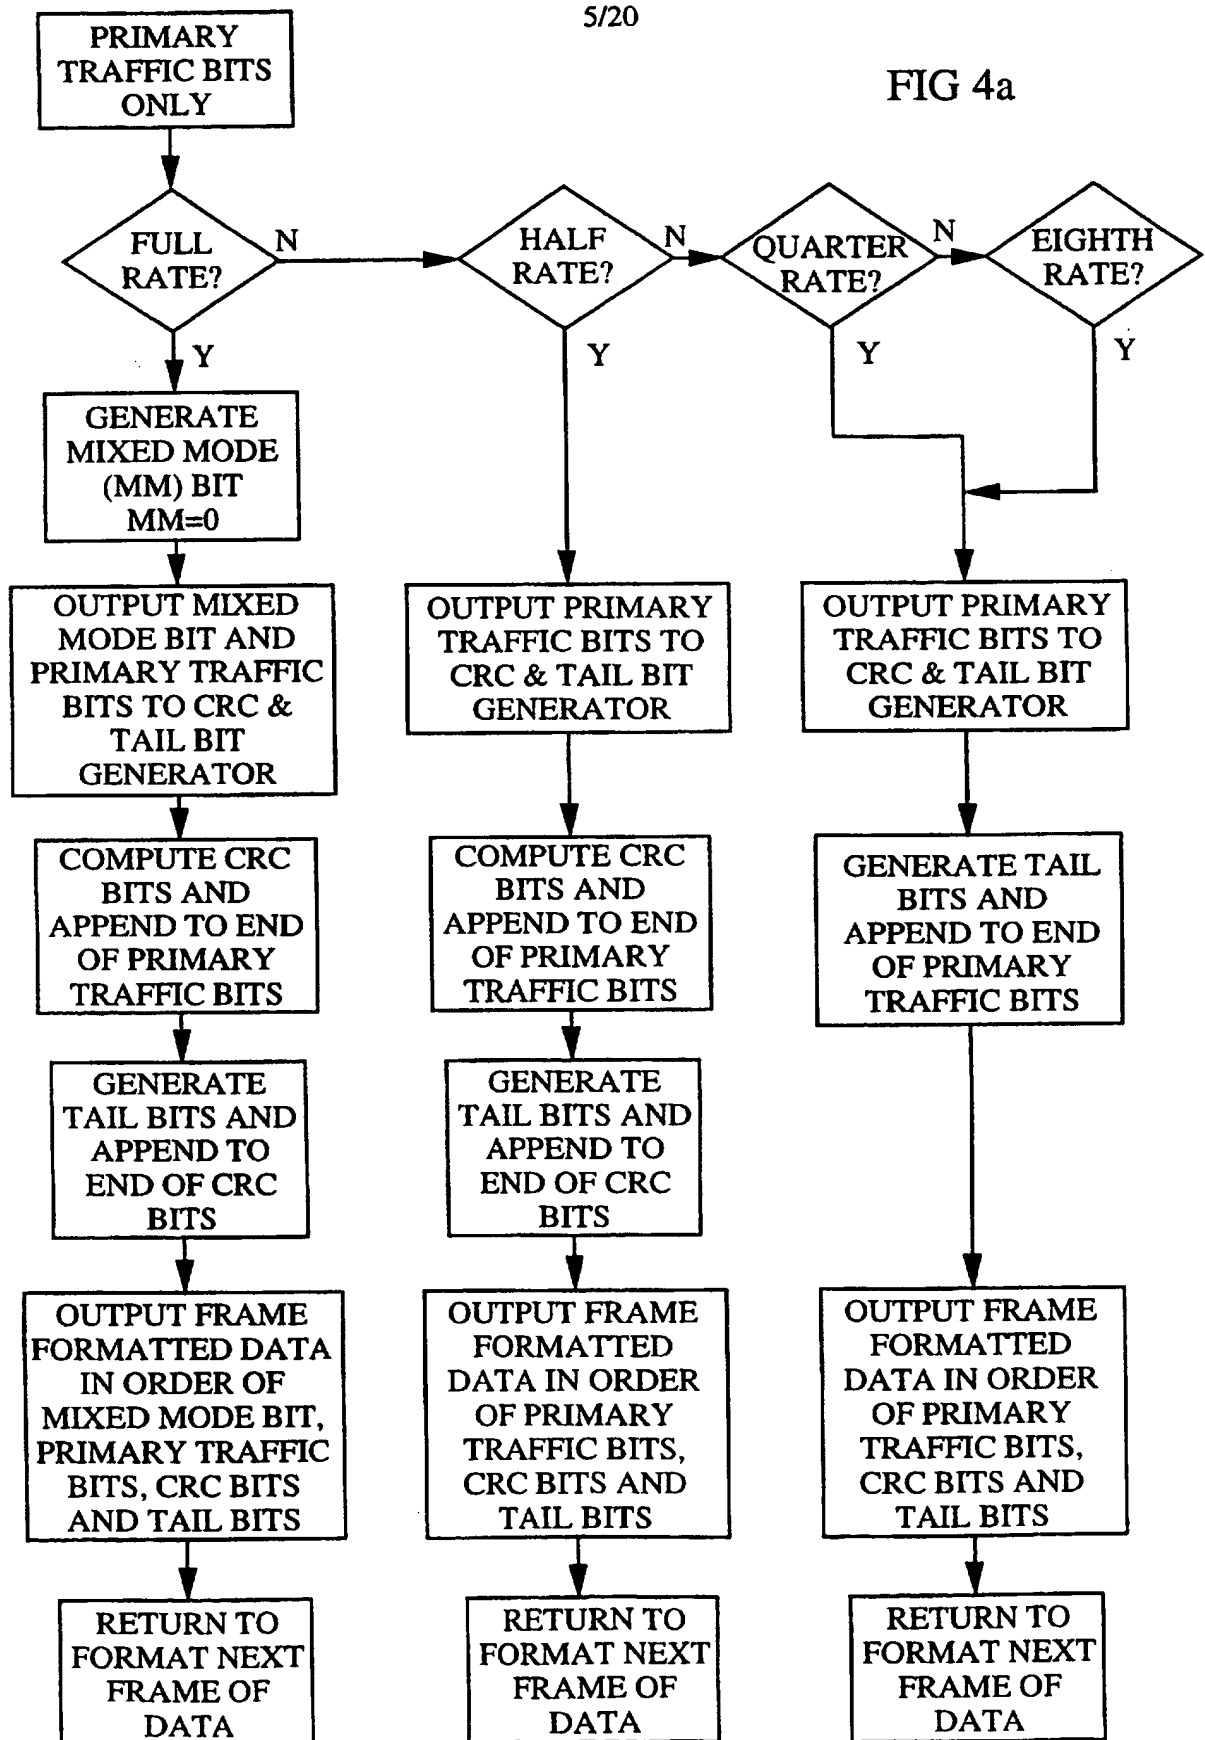 5/20
FIG 4a
PRIMARY
TRAFFIC BITS
ONLY
FULL
RATE?
N
HALF
RATE?
N
QUARTER
RATE?
N
EIGHTH
RATE?
Y
Y
Y
Y
GENERATE
MIXED MODE
(MM) BIT
MM=0
OUTPUT MIXED
MODE BIT AND
PRIMARY TRAFFIC
BITS TO CRC &
TAIL BIT
GENERATOR
COMPUTE CRC
BITS AND
APPEND TO END
OF PRIMARY
TRAFFIC BITS
GENERATE
TAIL BITS AND
APPEND TO
END OF CRC
BITS
OUTPUT FRAME
FORMATTED DATA
IN ORDER OF
MIXED MODE BIT,
PRIMARY TRAFFIC
BITS, CRC BITS
AND TAIL BITS
RETURN TO
FORMAT NEXT
FRAME OF
DATA
OUTPUT PRIMARY
TRAFFIC BITS TO
CRC & TAIL BIT
GENERATOR
COMPUTE CRC
BITS AND
APPEND TO END
OF PRIMARY
TRAFFIC BITS
GENERATE
TAIL BITS AND
APPEND TO
END OF CRC
BITS
OUTPUT FRAME
FORMATTED
DATA IN ORDER
OF PRIMARY
TRAFFIC BITS,
CRC BITS AND
TAIL BITS
RETURN TO
FORMAT NEXT
FRAME OF
DATA
OUTPUT PRIMARY
TRAFFIC BITS TO
CRC & TAIL BIT
GENERATOR
GENERATE TAIL
BITS AND
APPEND TO END
OF PRIMARY
TRAFFIC BITS
OUTPUT FRAME
FORMATTED
DATA IN ORDER
OF PRIMARY
TRAFFIC BITS,
CRC BITS AND
TAIL BITS
RETURN TO
FORMAT NEXT
FRAME OF
DATA